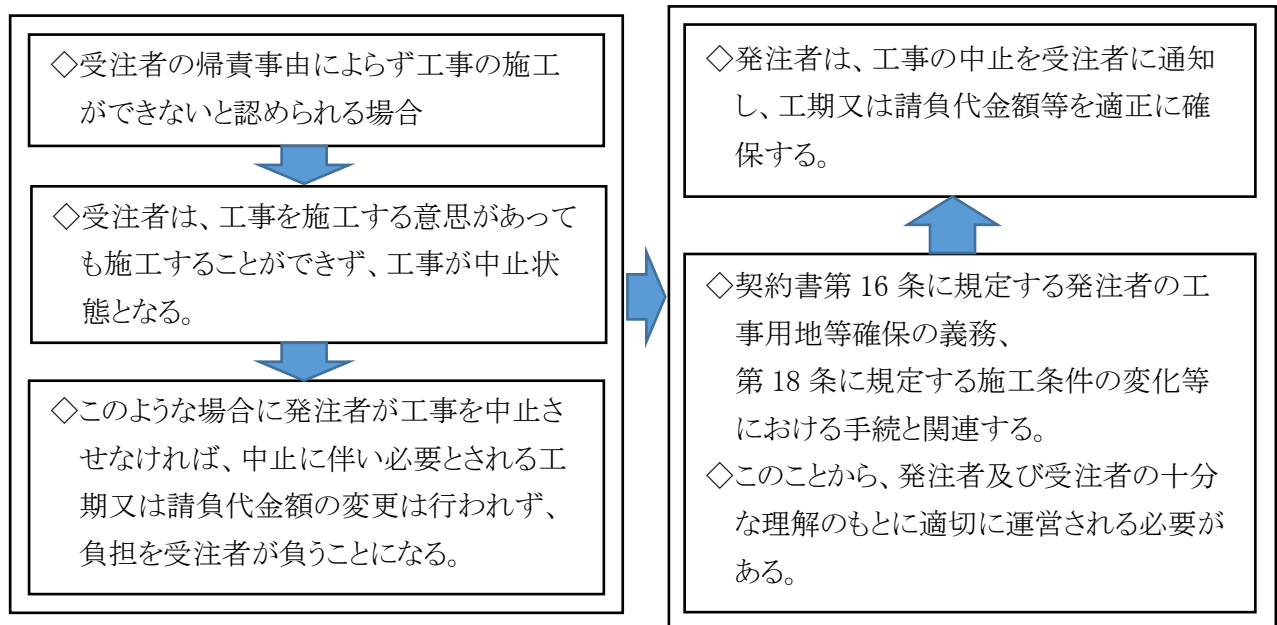 ◇受注者の帰責事由によらず工事の施工
ができないと認められる場合
◇受注者は、工事を施工する意思があって
も施工することができず、工事が中止状
態となる。
◇このような場合に発注者が工事を中止さ
せなければ、中止に伴い必要とされる工
期又は請負代金額の変更は行われず、
負担を受注者が負うことになる。
◇契約書第 16 条に規定する発注者の工
事用地等確保の義務、
第 18 条に規定する施工条件の変化等
における手続と関連する。
◇このことから、発注者及び受注者の十分
な理解のもとに適切に運営される必要が
ある。
◇発注者は、工事の中止を受注者に通知
し、工期又は請負代金額等を適正に確
保する。